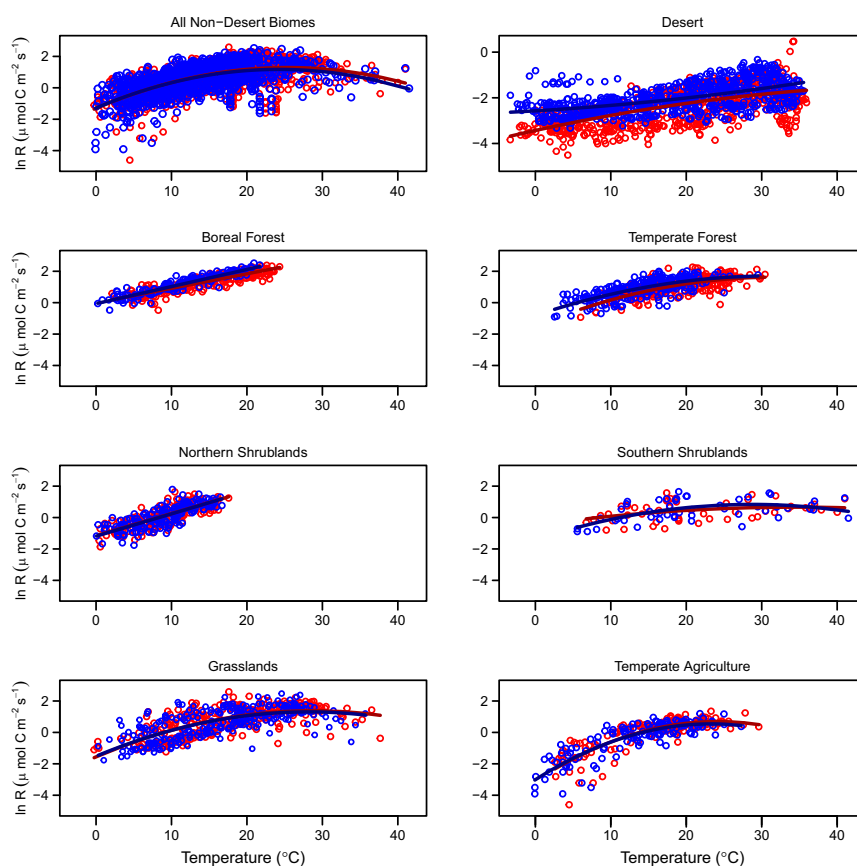 All Non−Desert Biomes
ln R (μ mol C m−2 s−1)
2
0
−2
−4
0 10 20 30 40
Desert
0
−2
−4
0 10 20 30 40
Boreal Forest
ln R (μ mol C m−2 s−1)
2
0
−2
−4
0 10 20 30 40
Temperate Forest
2
0
−2
−4
0 10 20 30 40
Northern Shrublands
ln R (μ mol C m−2 s−1)
2
0
−2
−4
0 10 20 30 40
Southern Shrublands
2
0
−2
−4
0 10 20 30 40
Grasslands
ln R (μ mol C m−2 s−1)
2
0
−2
−4
0 10 20 30 40
Temperature (°C)
Temperate Agriculture
2
0
−2
−4
0 10 20 30 40
Temperature (°C)